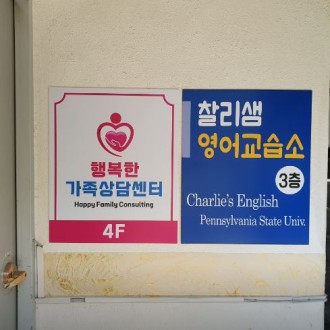 행복한
가족상담센터
Happy Family Consulting
4F
찰리샘
영어교습소
3층
Charlie's English
Pennsylvania State Univ.